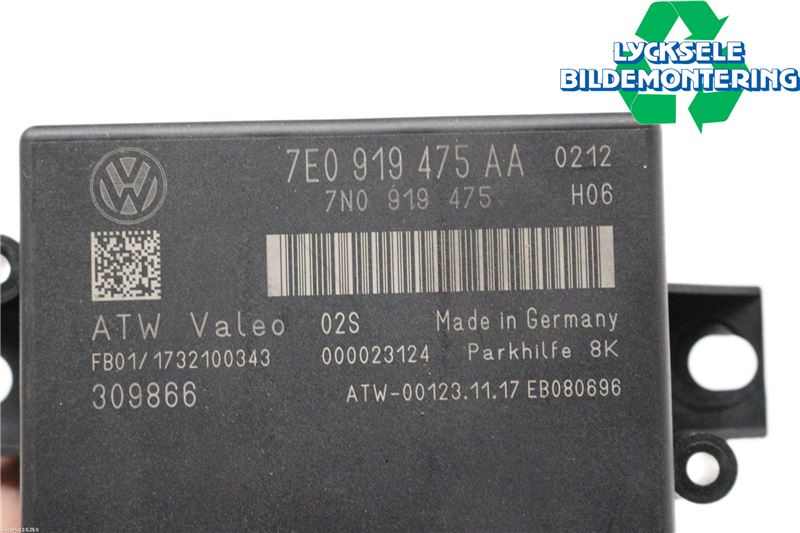 LYCKSELE
BILDEMONTERING
7E0 919 475 AA 0212
7N0 919 475 H06
ATW Valeo 02S Made in Germany
FB01/1732100343 000023124 Parkhilfe 8K
309866 ATW-00123.11.17 EB080696